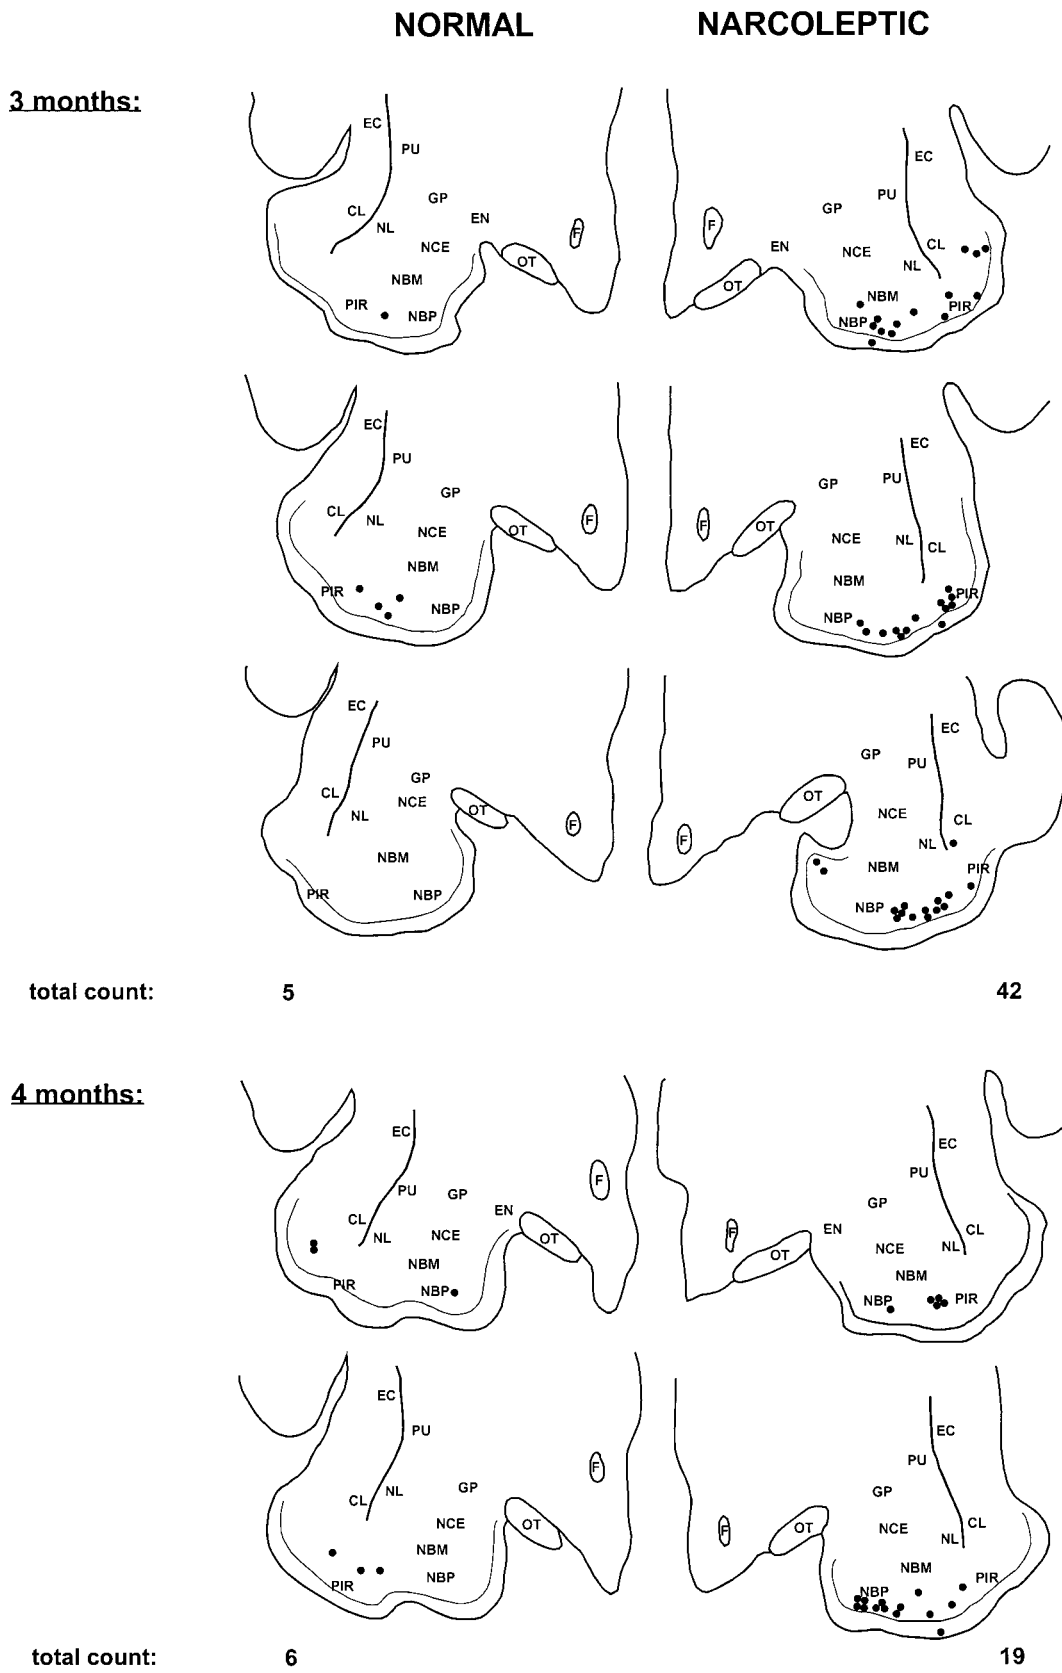 NORMAL NARCOLEPTIC
3 months:
EC
PU
GP
CL
NL
EN
NCE
F
OT
NBM
PIR
NBP
EC
PU
GP
F
CL
EN
NCE
NL
OT
NBM
PIR
NBP
EC
PU
GP
CL
NL
NCE
OT
F
NBM
PIR
NBP
EC
PU
GP
F
OT
NCE
NL
CL
NBM
PIR
NBP
EC
PU
GP
CL
NCE
NL
OT
F
NBM
PIR
NBP
EC
GP
PU
OT
NCE
CL
F
NL
NBM
PIR
NBP
total count: 5 42
4 months:
EC
PU
GP
F
EN
CL
NL
NCE
OT
NBM
PIR
NBP
EC
PU
GP
F
EN
CL
NCE
NL
OT
NBM
NBP
PIR
EC
PU
F
GP
NL
CL
NCE
OT
NBM
NBP
PIR
EC
PU
GP
CL
F
OT
NCE
NL
NBM
PIR
NBP
total count: 6 19